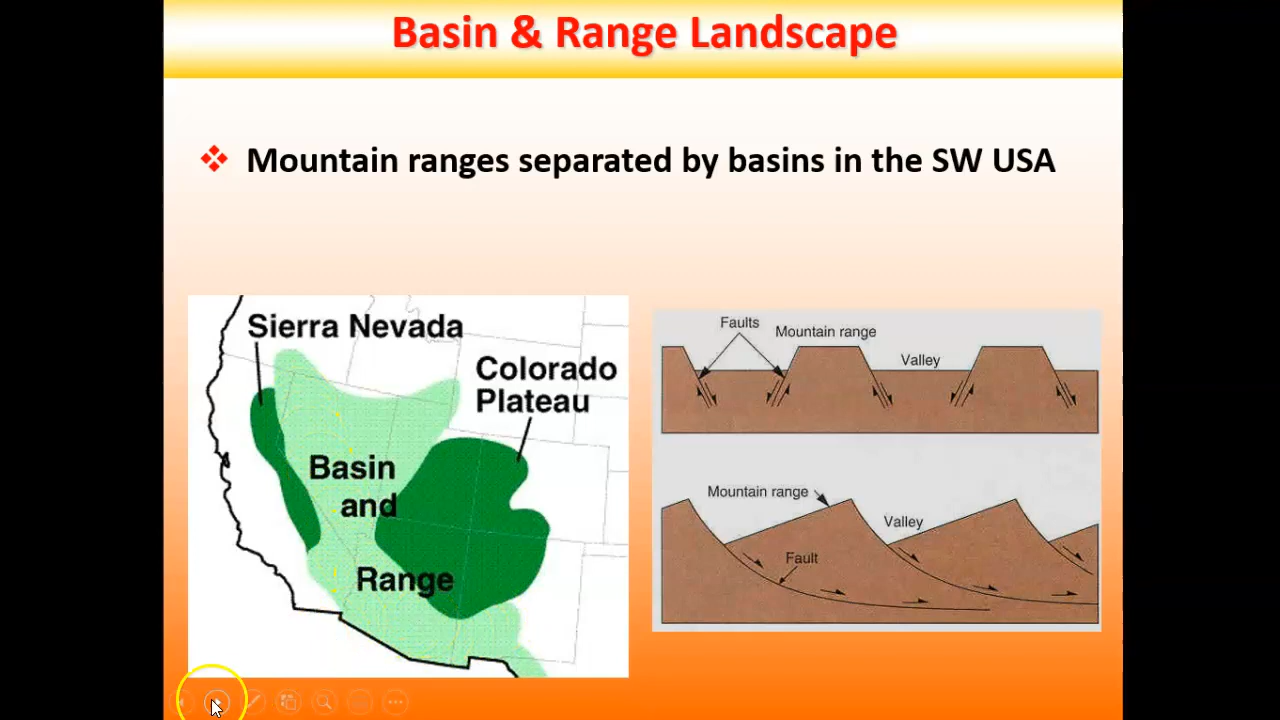 Basin & Range Landscape
Mountain ranges separated by basins in the SW USA
Sierra Nevada
Colorado
Plateau
Basin
and
Range
Faults
Mountain range
Valley
Mountain range
Valley
Fault